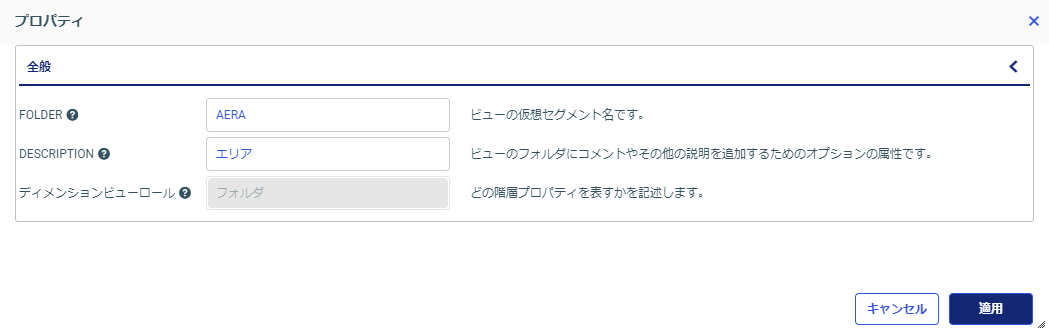 プロパティ
全般
FOLDER AERA ビューの仮想セグメント名です。
DESCRIPTION エリア ビューのフォルダにコメントやその他の説明を追加するためのオプションの属性です。
ディメンションビューロール フォルダ どの階層プロパティを表すかを記述します。
キャンセル 適用